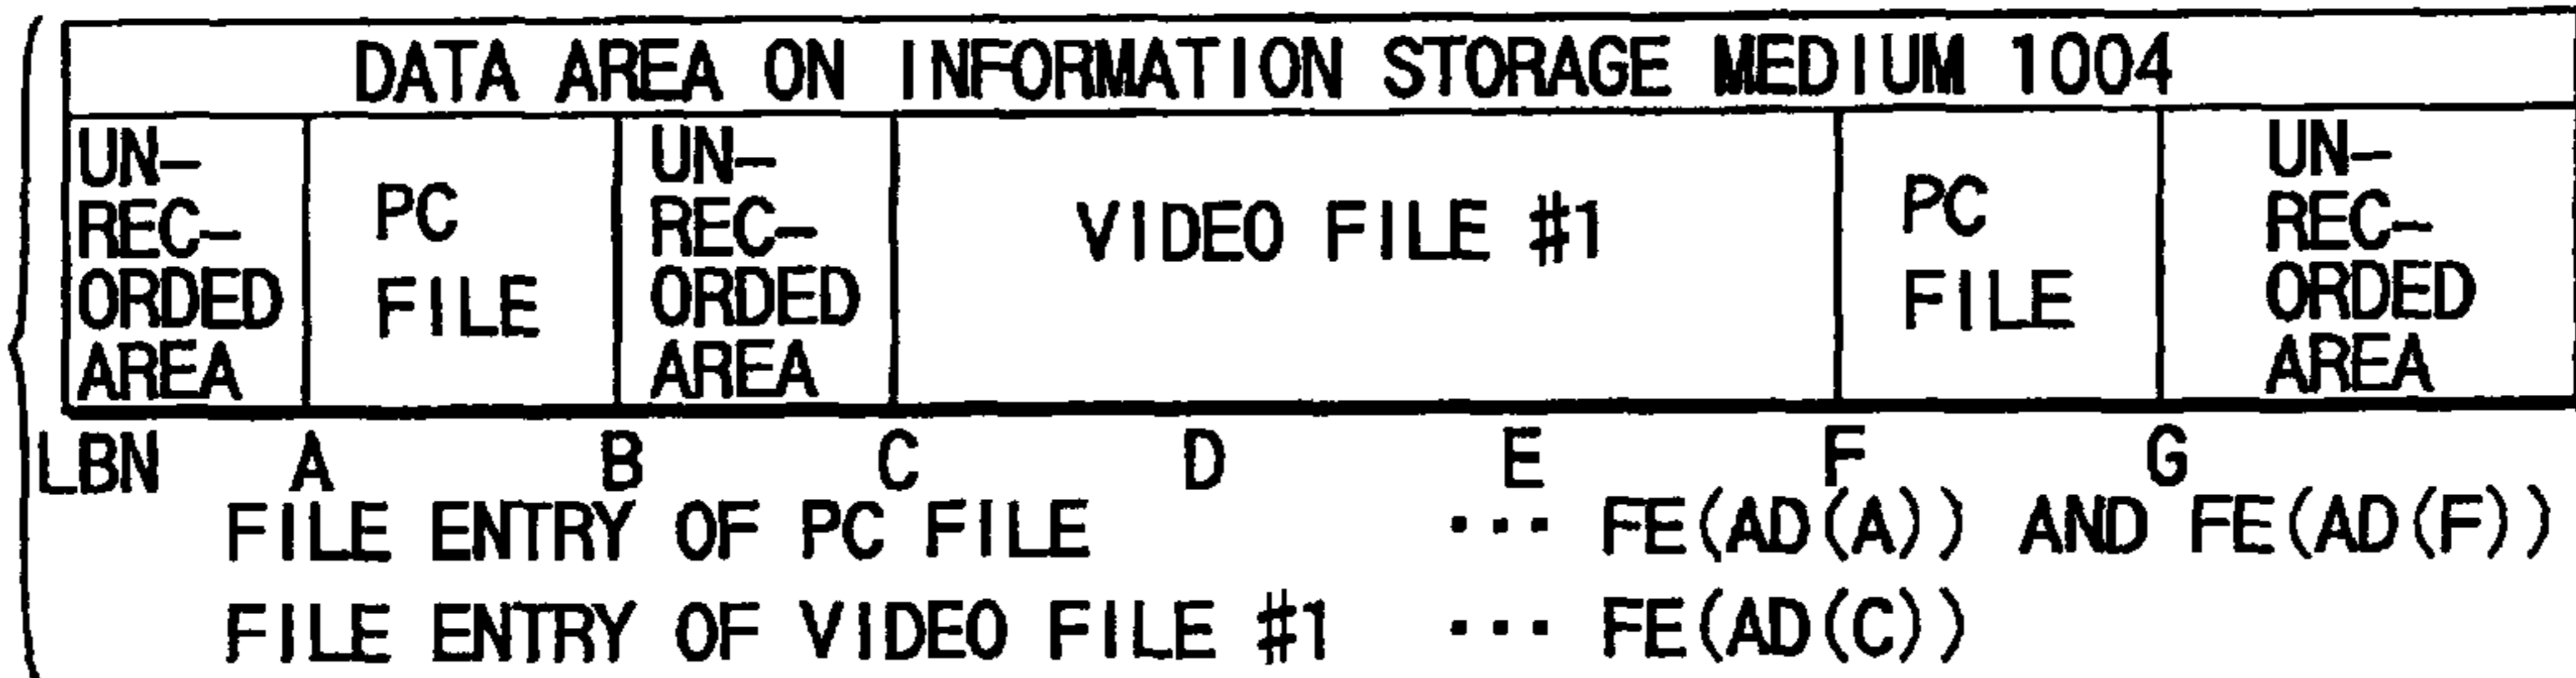 DATA AREA ON INFORMATION STORAGE MEDIUM 1004
UN-
REC-
ORDED
AREA
PC
FILE
UN-
REC-
ORDED
AREA
VIDEO FILE #1
PC
FILE
UN-
REC-
ORDED
AREA
LBN A B C D E F G
FILE ENTRY OF PC FILE ... FE(AD(A)) AND FE(AD(F))
FILE ENTRY OF VIDEO FILE #1 ... FE(AD(C))